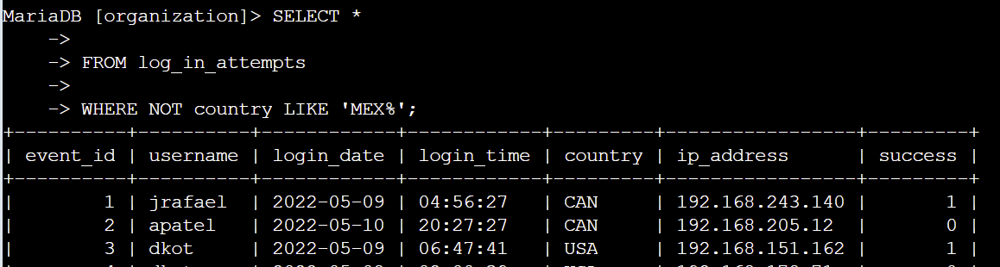 MariaDB [organization]> SELECT *
    ->
    -> FROM log_in_attempts
    ->
    -> WHERE NOT country LIKE 'MEX%';
+----------+----------+------------+------------+---------+-----------------+---------+
| event_id | username | login_date | login_time | country | ip_address      | success |
+----------+----------+------------+------------+---------+-----------------+---------+
|        1 | jrafael  | 2022-05-09 | 04:56:27   | CAN     | 192.168.243.140 |       1 |
|        2 | apatel   | 2022-05-10 | 20:27:27   | CAN     | 192.168.205.12  |       0 |
|        3 | dkot     | 2022-05-09 | 06:47:41   | USA     | 192.168.151.162 |       1 |